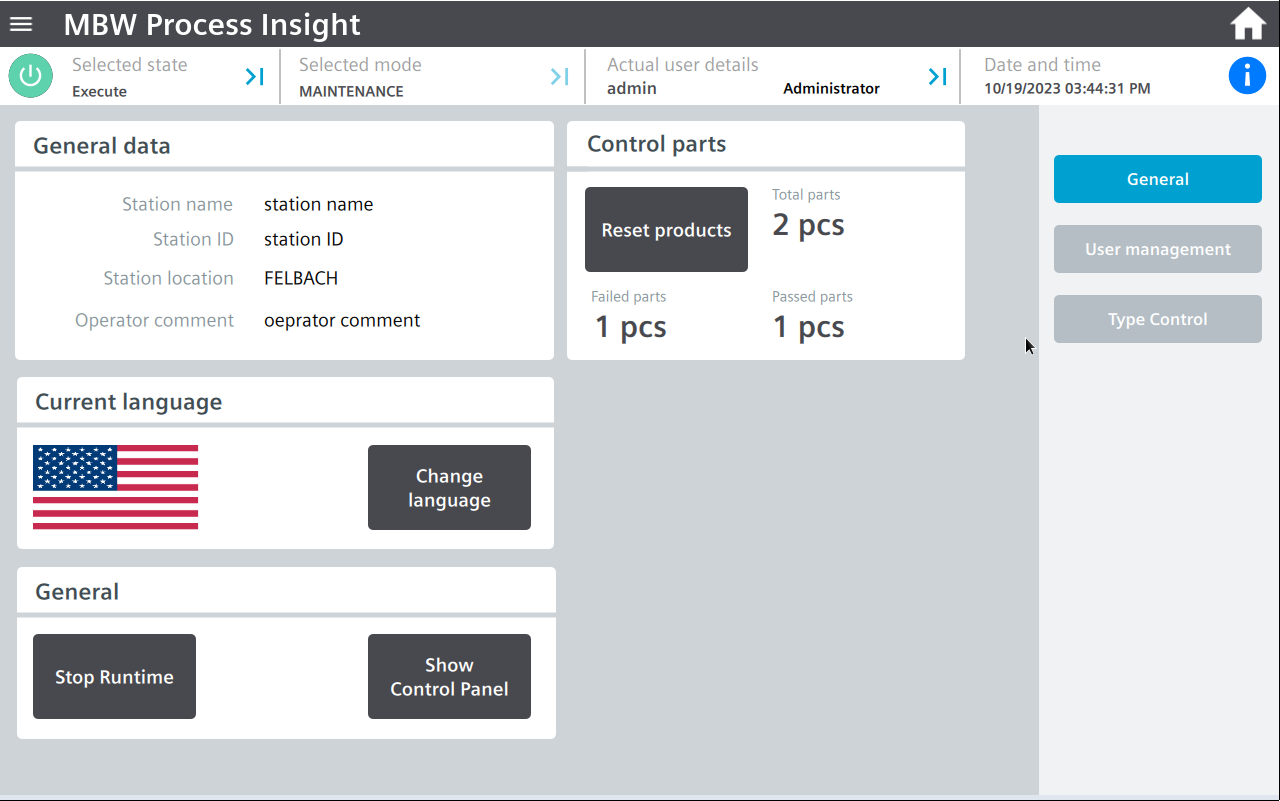 MBW Process Insight
Selected state
Execute
Selected mode
MAINTENANCE
Actual user details
admin
Administrator
Date and time
10/19/2023 03:44:31 PM
General data
Station name
station name
Station ID
station ID
Station location
FELBACH
Operator comment
oeprator comment
Control parts
Reset products
Total parts
2 pcs
Failed parts
1 pcs
Passed parts
1 pcs
General
User management
Type Control
Current language
Change
language
General
Stop Runtime
Show
Control Panel